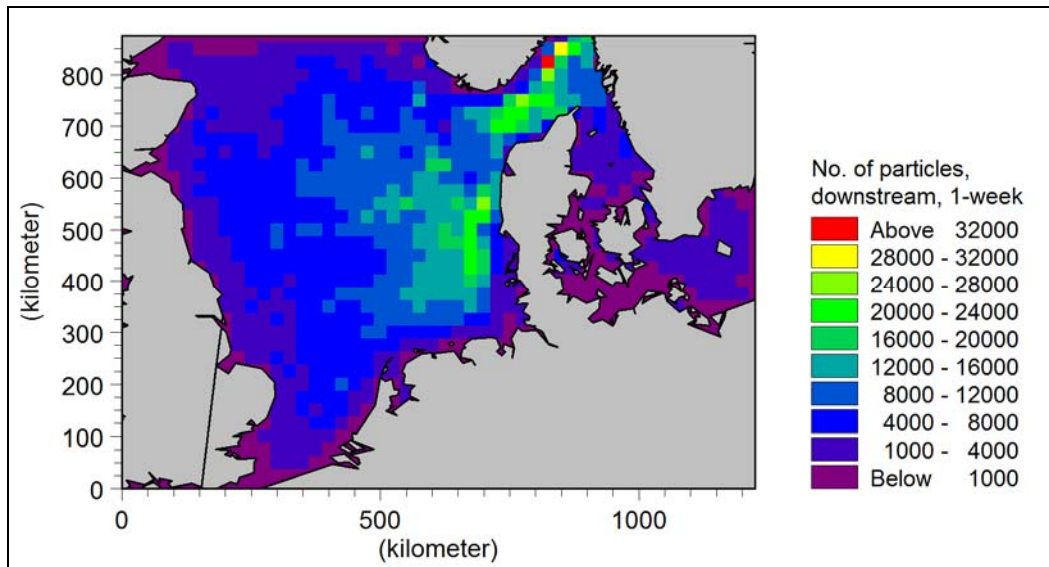 800
700
600
500
400
300
200
100
0
(kilometer)
0 500 1000
(kilometer)
No. of particles,
downstream, 1-week
Above 32000
28000 - 32000
24000 - 28000
20000 - 24000
16000 - 20000
12000 - 16000
8000 - 12000
4000 - 8000
1000 - 4000
Below 1000